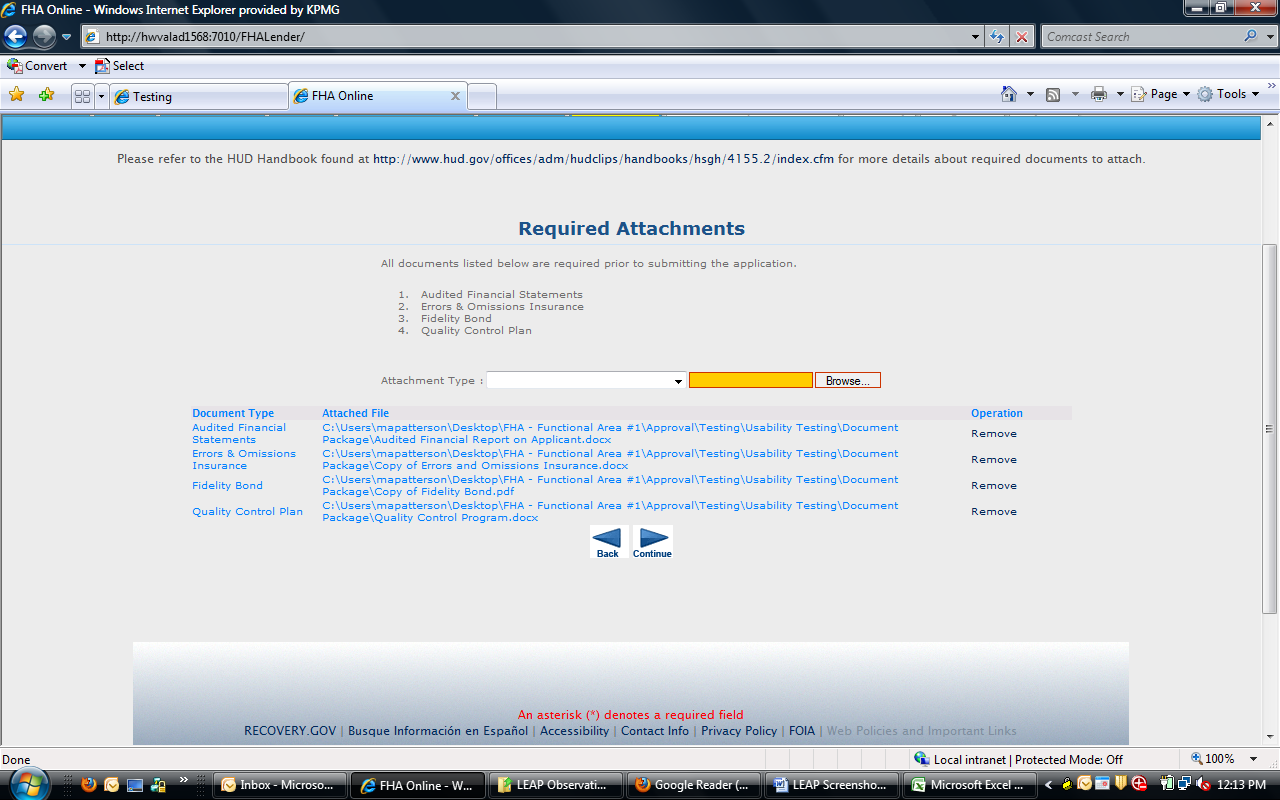 FHA Online - Windows Internet Explorer provided by KPMG
http://hwvalad1568:7010/FHALender/
Comcast Search
Convert Select
Testing
FHA Online
Page Tools
Please refer to the HUD Handbook found at http://www.hud.gov/offices/adm/hudclips/handbooks/hsgh/4155.2/index.cfm for more details about required documents to attach.
Required Attachments
All documents listed below are required prior to submitting the application.
1. Audited Financial Statements
2. Errors & Omissions Insurance
3. Fidelity Bond
4. Quality Control Plan
Attachment Type : Browse...
Document Type Attached File Operation
Audited Financial Statements C:\Users\mapatterson\Desktop\FHA - Functional Area #1\Approval\Testing\Usability Testing\Document Package\Audited Financial Report on Applicant.docx Remove
Errors & Omissions Insurance C:\Users\mapatterson\Desktop\FHA - Functional Area #1\Approval\Testing\Usability Testing\Document Package\Copy of Errors and Omissions Insurance.docx Remove
Fidelity Bond C:\Users\mapatterson\Desktop\FHA - Functional Area #1\Approval\Testing\Usability Testing\Document Package\Copy of Fidelity Bond.pdf Remove
Quality Control Plan C:\Users\mapatterson\Desktop\FHA - Functional Area #1\Approval\Testing\Usability Testing\Document Package\Quality Control Program.docx Remove
Back Continue
An asterisk (*) denotes a required field
RECOVERY.GOV | Busque Información en Español | Accessibility | Contact Info | Privacy Policy | FOIA | Web Policies and Important Links
Done Local intranet | Protected Mode: Off 100%
Inbox - Microso... FHA Online - W... LEAP Observati... Google Reader (... LEAP Screensho... Microsoft Excel ... 12:13 PM